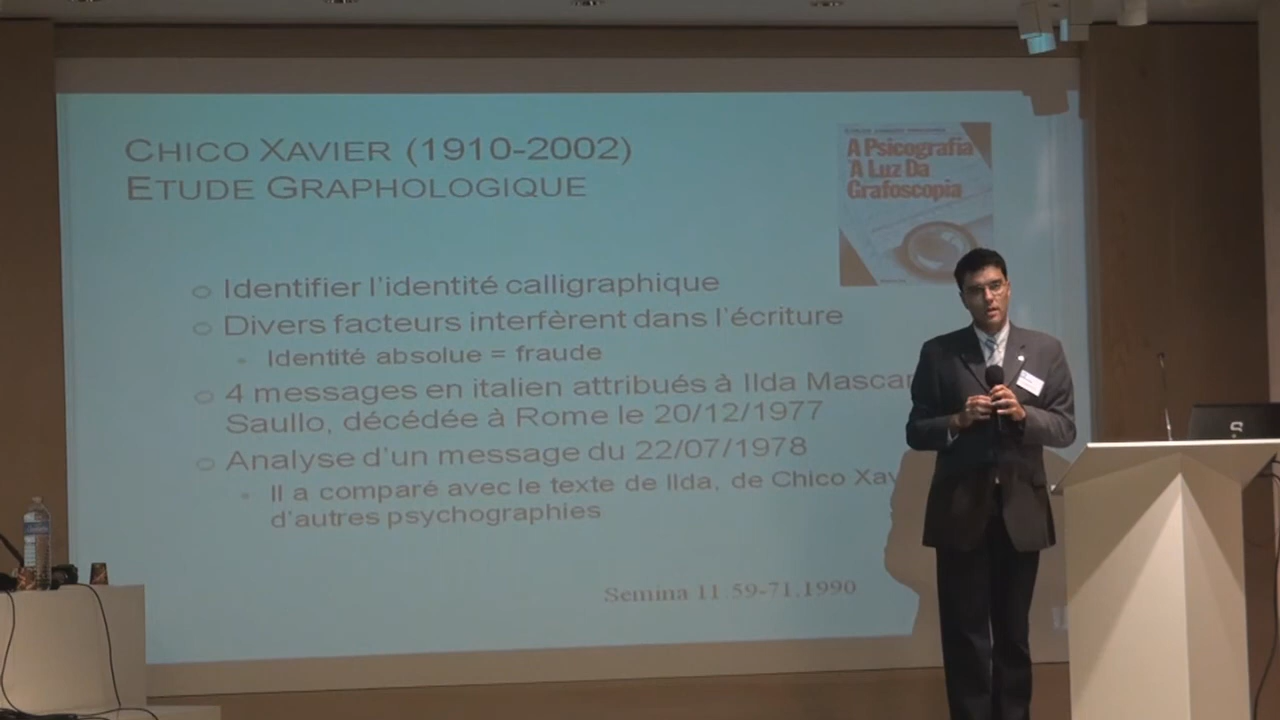 CHICO XAVIER (1910-2002)
ETUDE GRAPHOLOGIQUE
A Psicografia
À Luz Da
Grafoscopia
Identifier l'identité calligraphique
Divers facteurs interfèrent dans l'écriture
Identité absolue = fraude
4 messages en italien attribués à Ilda
Saullo, décédée à Rome le 20/12/1977
Analyse d'un message du 22/07/1978
Il a comparé avec le texte de Ilda, de Chico
d'autres psychographies
Semina 11:59-71,1990